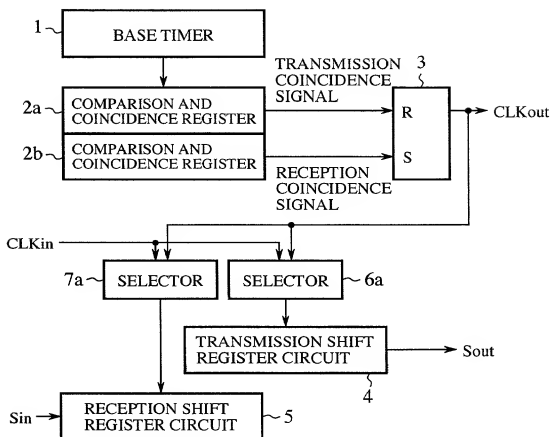 1
BASE TIMER
TRANSMISSION
COINCIDENCE
SIGNAL
3
2a
COMPARISON AND
COINCIDENCE REGISTER
R
CLKout
2b
COMPARISON AND
COINCIDENCE REGISTER
S
RECEPTION
COINCIDENCE
SIGNAL
CLKin
7a
SELECTOR
SELECTOR
6a
TRANSMISSION SHIFT
REGISTER CIRCUIT
Sout
4
Sin
RECEPTION SHIFT
REGISTER CIRCUIT
5